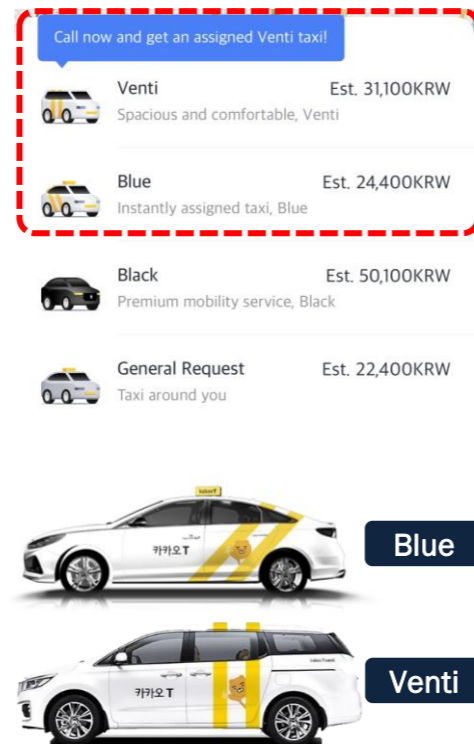 Call now and get an assigned Venti taxi!
Venti Est. 31,100KRW
Spacious and comfortable, Venti
Blue Est. 24,400KRW
Instantly assigned taxi, Blue
Black Est. 50,100KRW
Premium mobility service, Black
General Request Est. 22,400KRW
Taxi around you
카카오 T
Blue
카카오 T
Venti